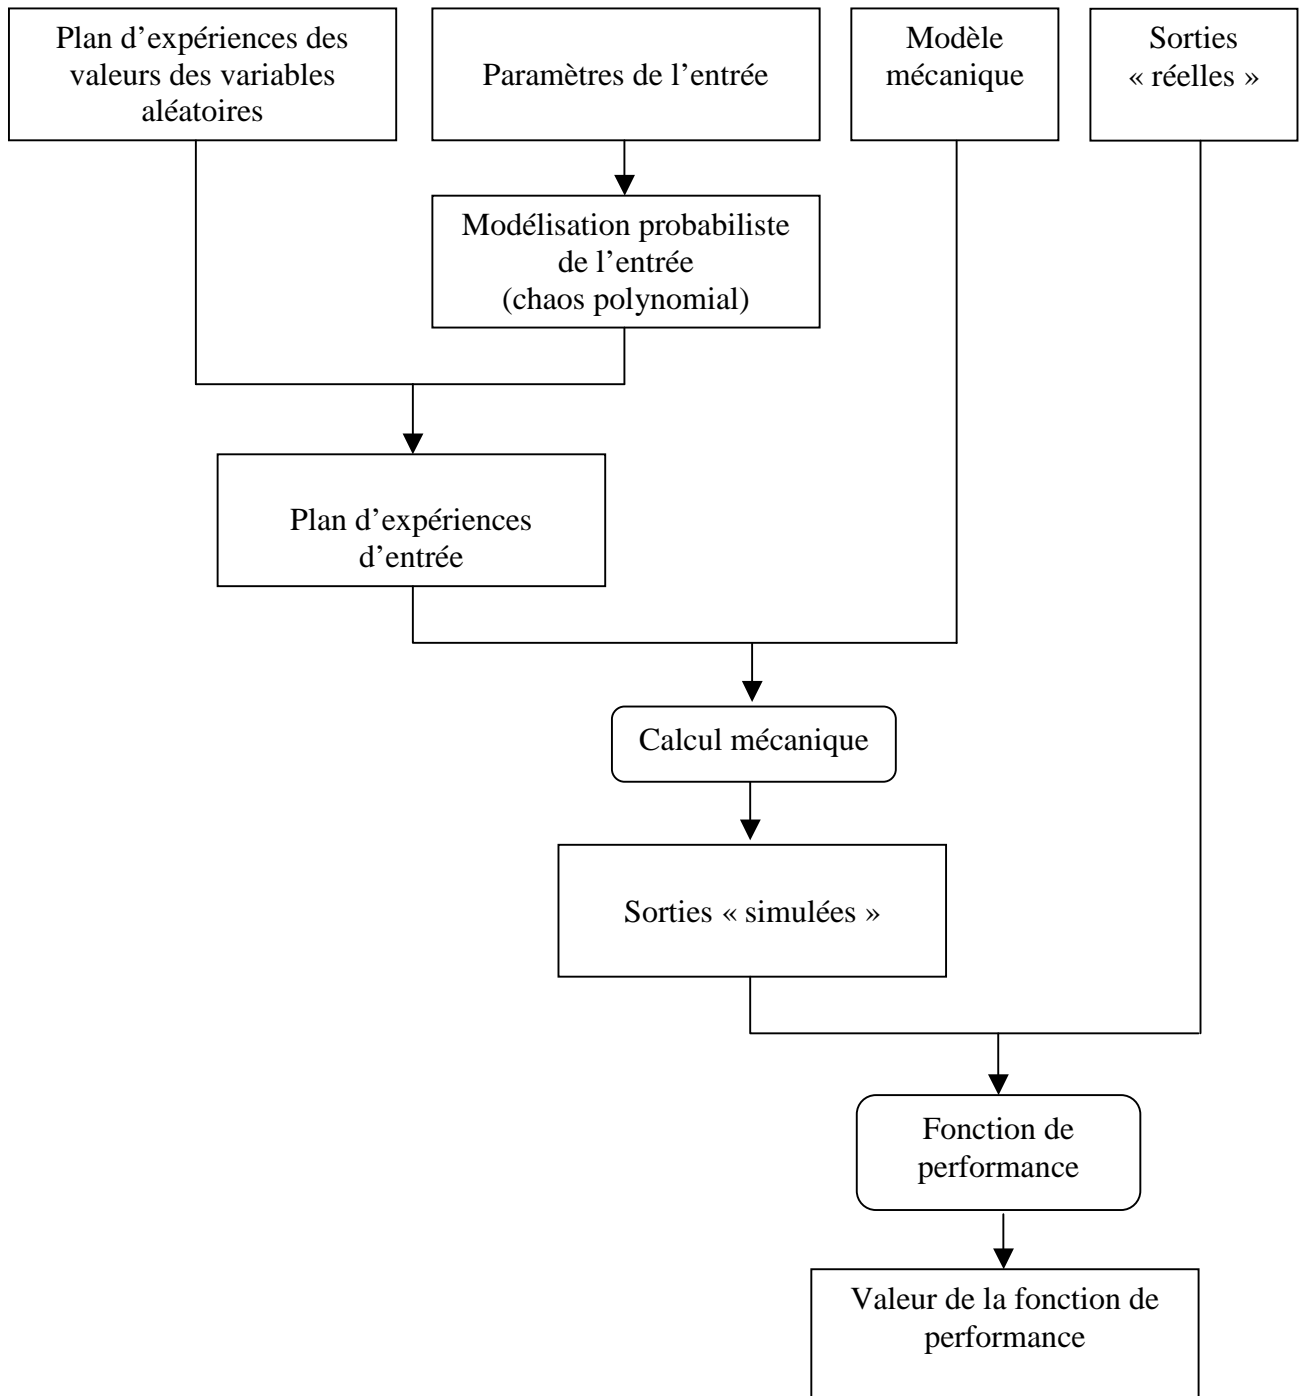 Plan d’expériences des
valeurs des variables
aléatoires
Paramètres de l’entrée
Modèle
mécanique
Sorties
« réelles »
Modélisation probabiliste
de l’entrée
(chaos polynomial)
Plan d’expériences
d’entrée
Calcul mécanique
Sorties « simulées »
Fonction de
performance
Valeur de la fonction de
performance